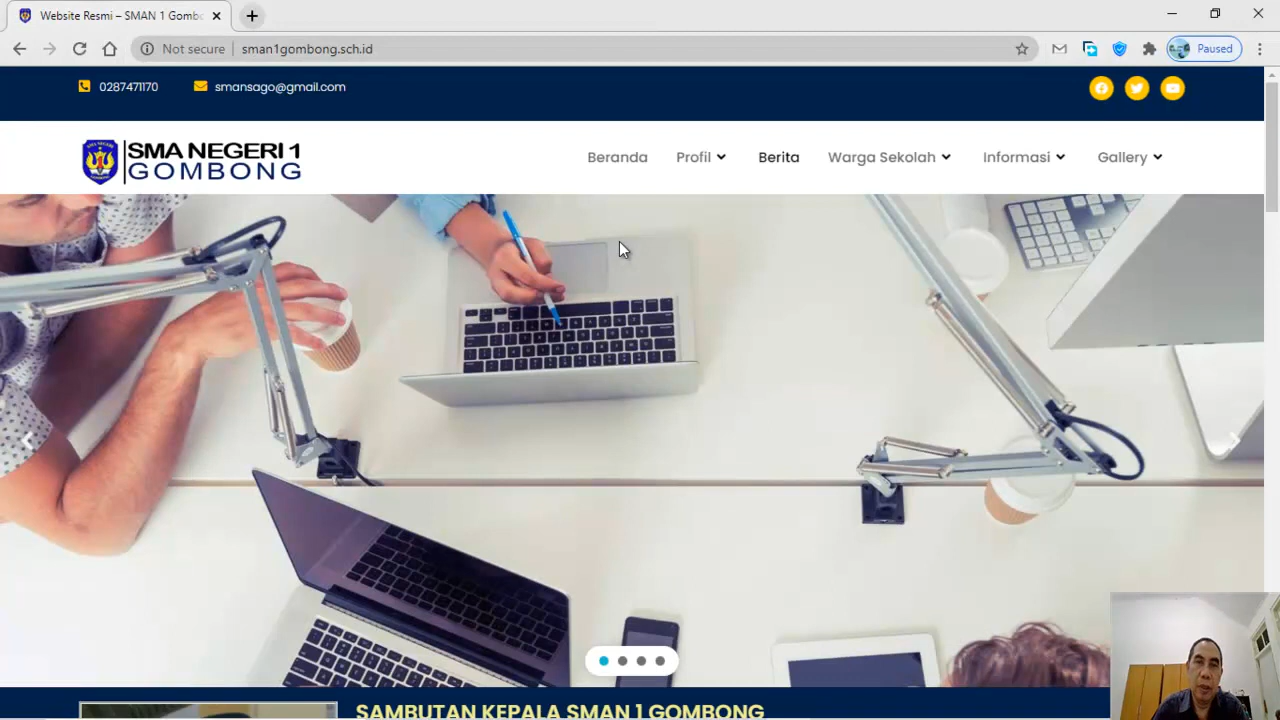 Website Resmi – SMAN 1 Gomb
Not secure
sman1gombong.sch.id
Paused
0287471170
smansago@gmail.com
SMA NEGERI 1
GOMBONG
Beranda
Profil
Berita
Warga Sekolah
Informasi
Gallery
SAMBUTAN KEPALA SMAN 1 GOMBONG